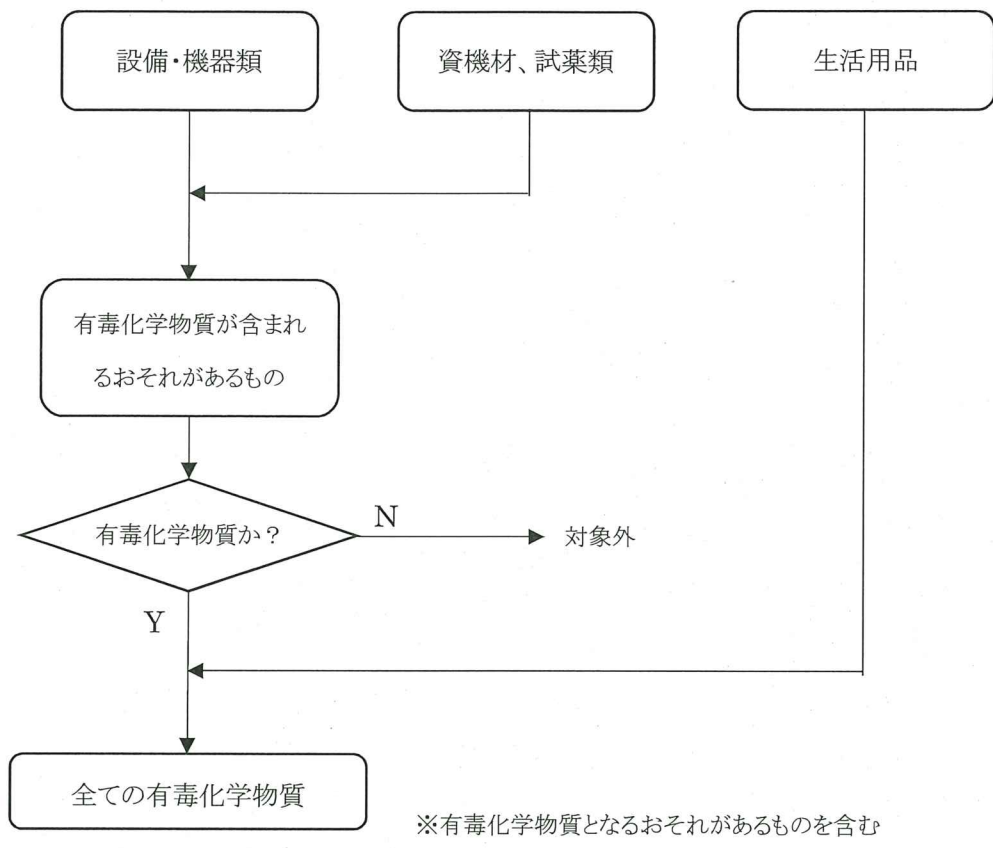 設備・機器類
資機材、試薬類
生活用品
有毒化学物質が含まれ
るおそれがあるもの
有毒化学物質か？
N
対象外
Y
全ての有毒化学物質
※有毒化学物質となるおそれがあるものを含む